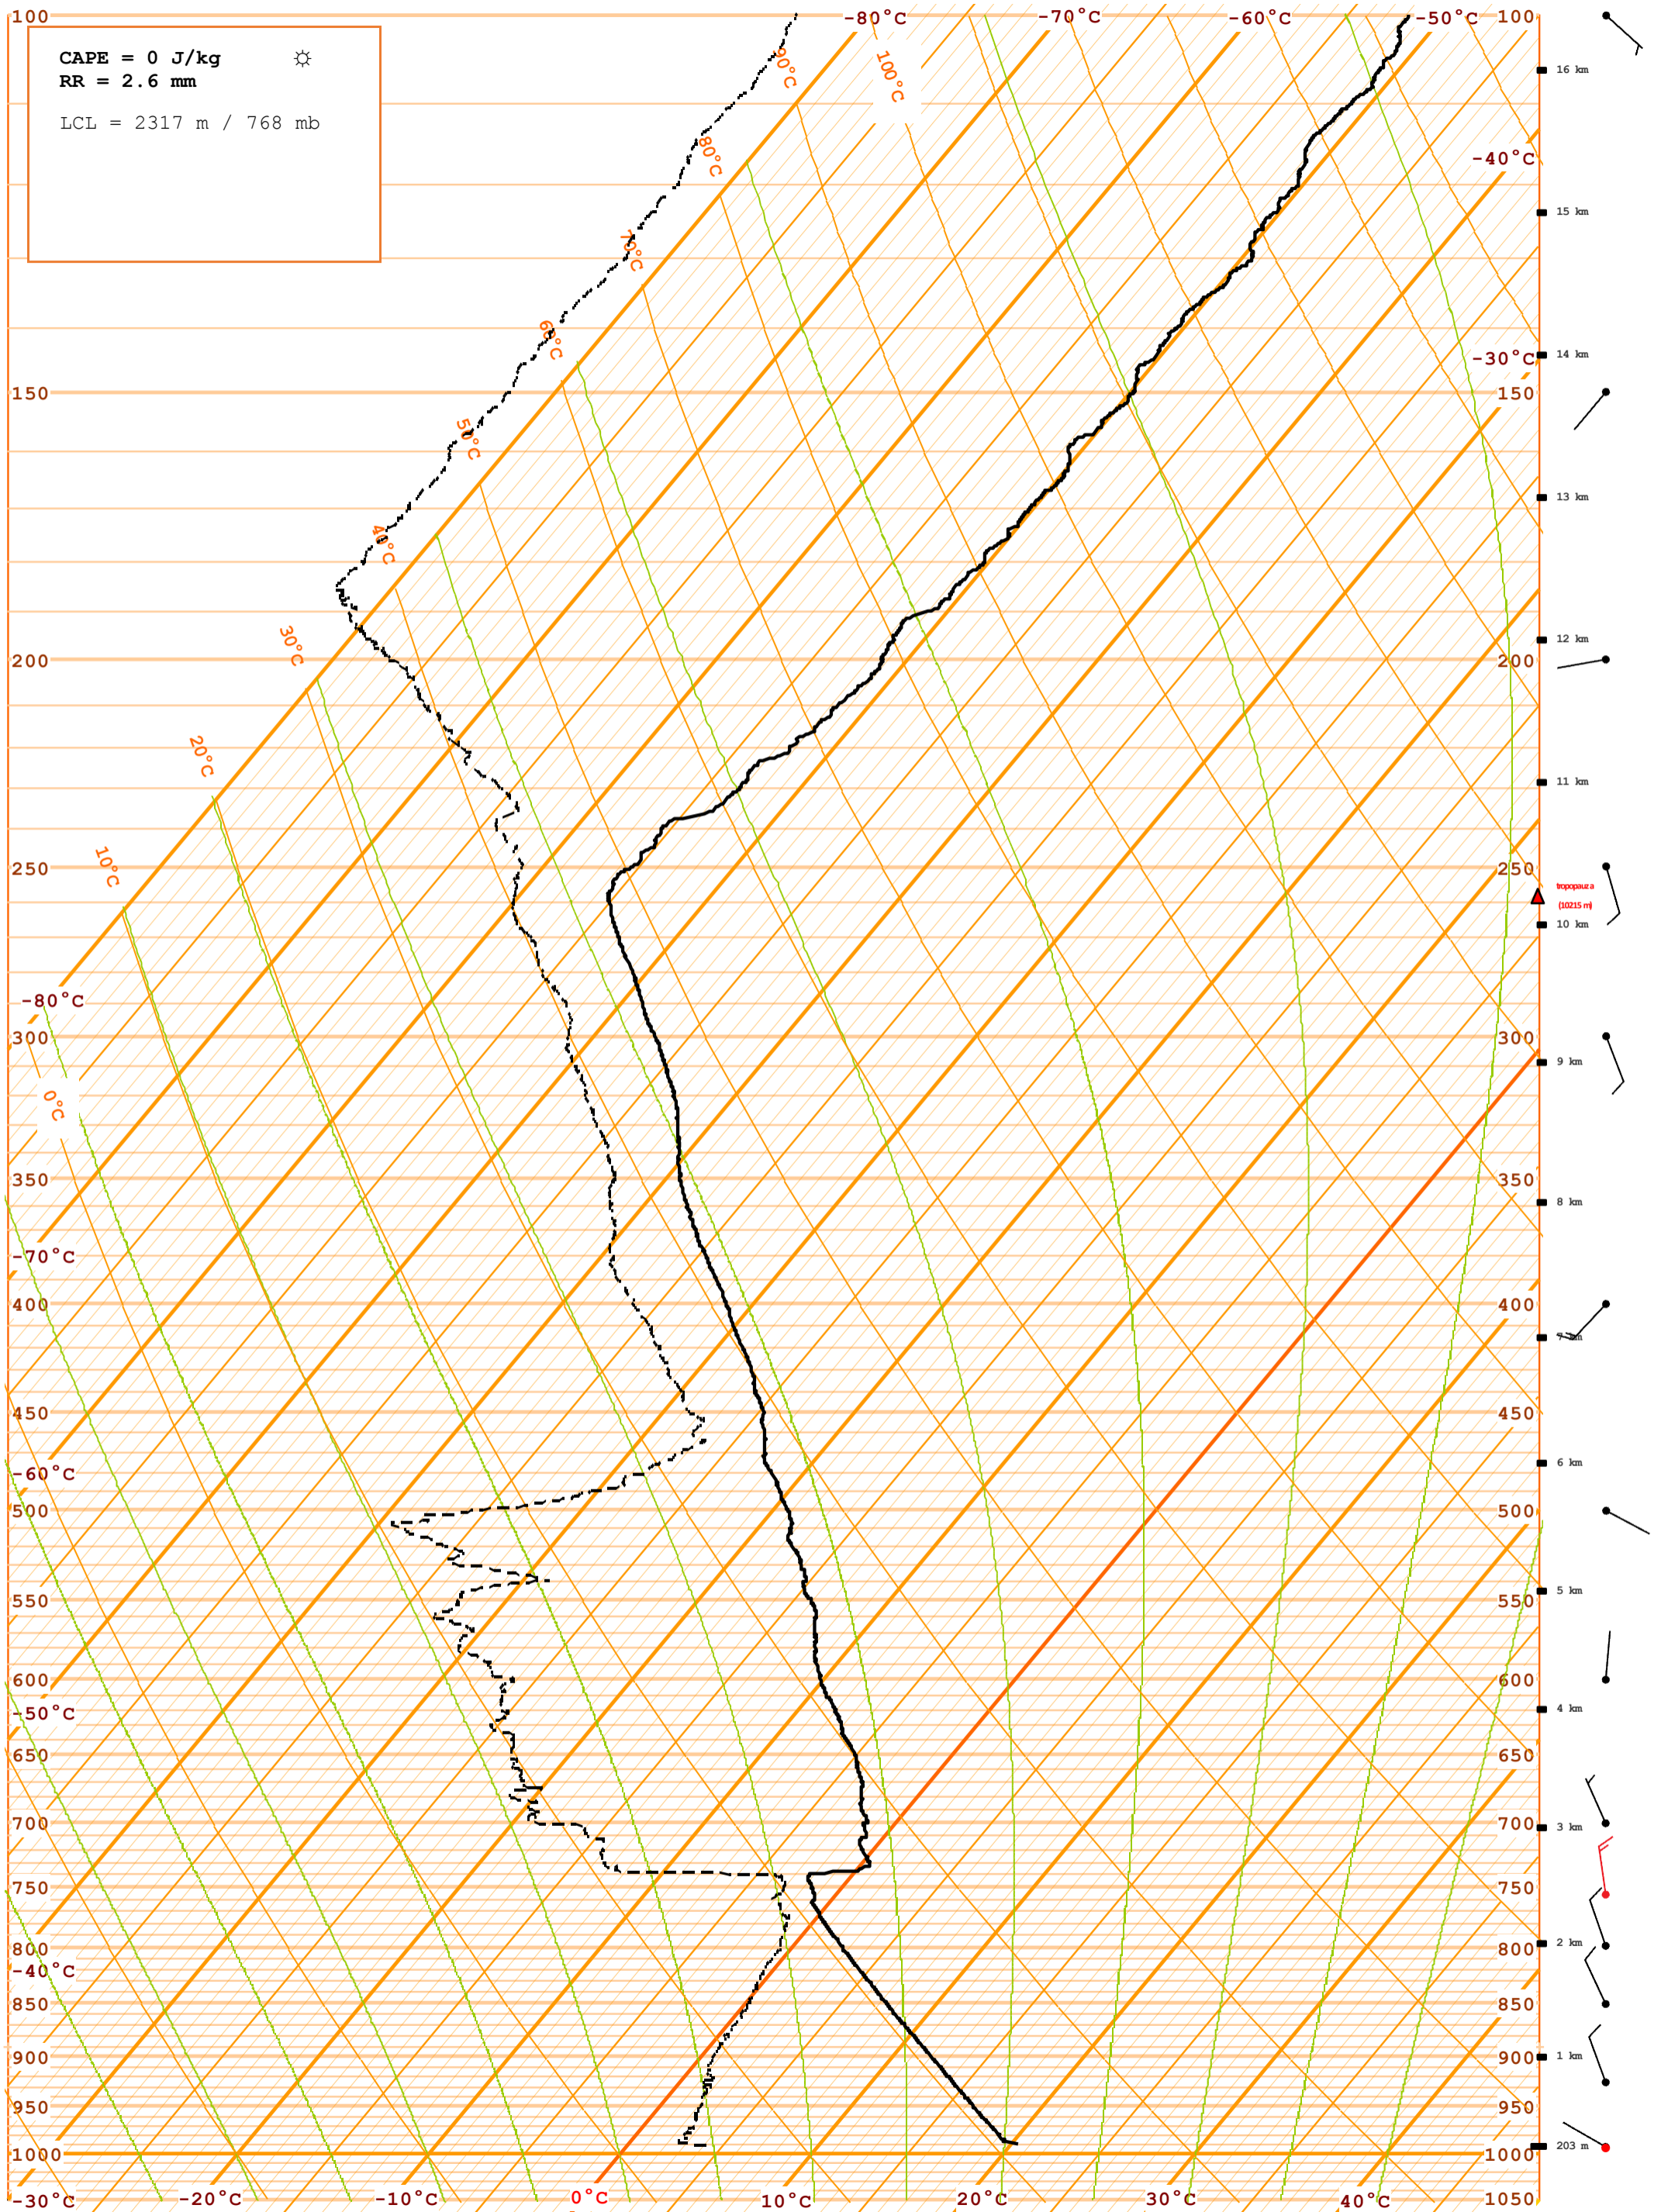 100 -80°C -70°C -60°C -50°C 100
CAPE = 0 J/kg ☼
RR = 2.6 mm
LCL = 2317 m / 768 mb
16 km
90°C
100°C
80°C
-40°C
15 km
70°C
60°C
14 km
-30°C
150 150
50°C
13 km
40°C
30°C
12 km
200 200
20°C
11 km
10°C
250 250
tropopauza
(10215 m)
10 km
-80°C
300 300
9 km
0°C
350 350
8 km
-70°C
400 400
7 km
450 450
6 km
-60°C
500 500
5 km
550 550
600 600
4 km
-50°C
650 650
700 700
3 km
750 750
2 km
800 800
-40°C
850 850
900 900
1 km
950 950
203 m
1000 1000
-30°C -20°C -10°C 0°C 10°C 20°C 30°C 40°C 1050